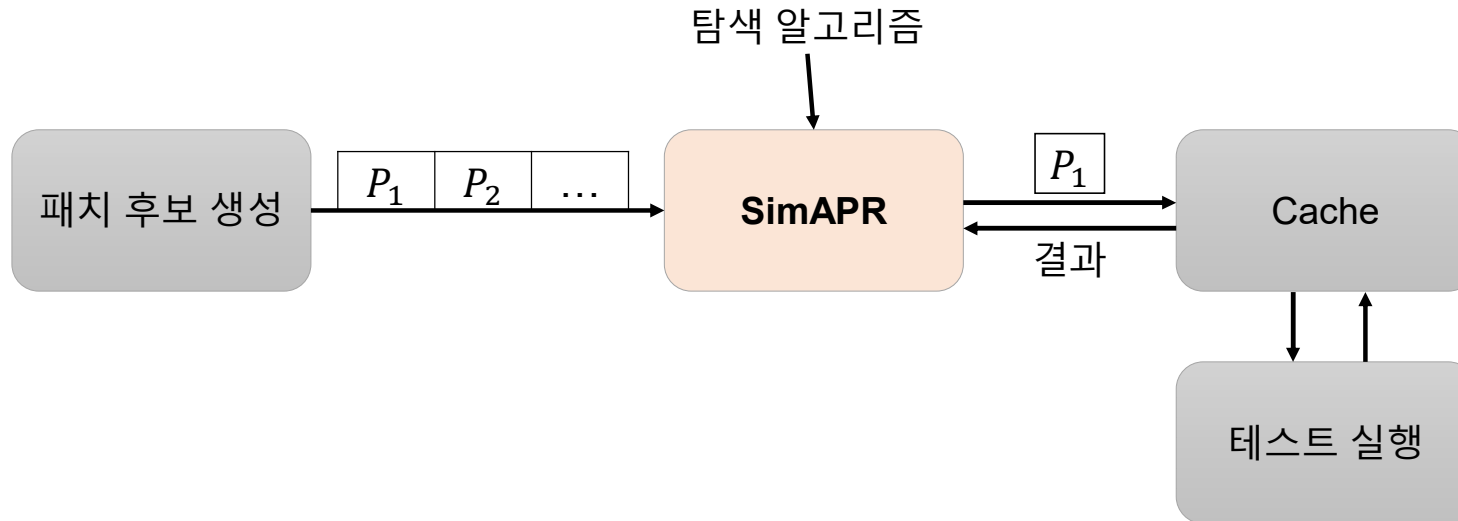 탐색 알고리즘
패치 후보 생성
P₁ P₂ …
SimAPR
P₁
결과
Cache
테스트 실행